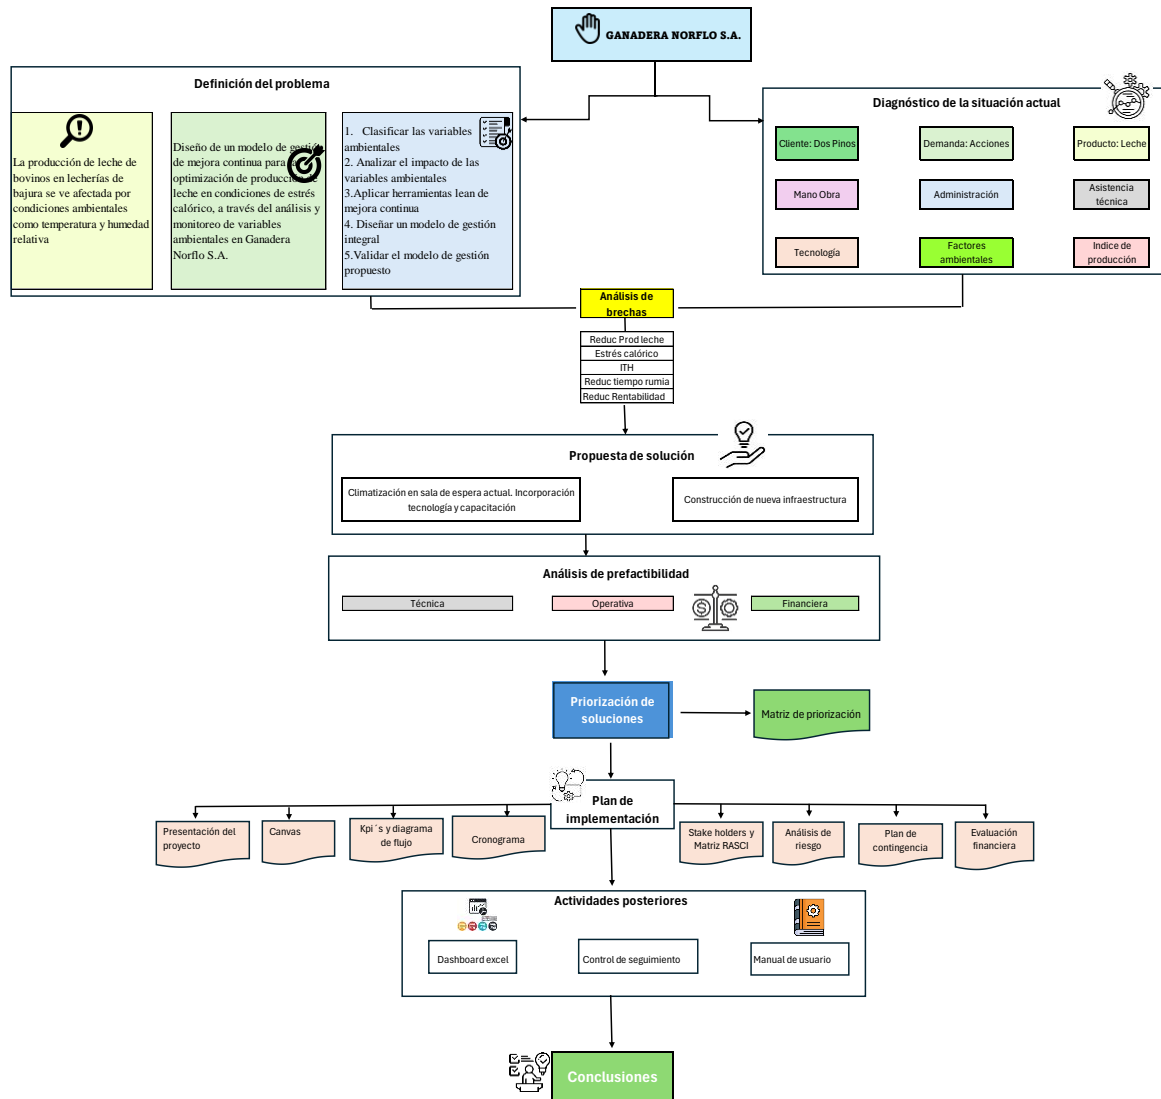 GANADERA NORFLO S.A.
Definición del problema
La producción de leche de
bovinos en lecherías de
bajura se ve afectada por
condiciones ambientales
como temperatura y humedad
relativa
Diseño de un modelo de gestión
de mejora continua para la
optimización de producción de
leche en condiciones de estrés
calórico, a través del análisis y
monitoreo de variables
ambientales en Ganadera
Norflo S.A.
1. Clasificar las variables
ambientales
2. Analizar el impacto de las
variables ambientales
3.Aplicar herramientas lean de
mejora continua
4. Diseñar un modelo de gestión
integral
5.Validar el modelo de gestión
propuesto
Diagnóstico de la situación actual
Cliente: Dos Pinos
Demanda: Acciones
Producto: Leche
Mano Obra
Administración
Asistencia
técnica
Tecnología
Factores
ambientales
Indice de
producción
Análisis de
brechas
Reduc Prod leche
Estrés calórico
ITH
Reduc tiempo rumia
Reduc Rentabilidad
Propuesta de solución
Climatización en sala de espera actual. Incorporación
tecnología y capacitación
Construcción de nueva infraestructura
Análisis de prefactibilidad
Técnica
Operativa
Financiera
Priorización de
soluciones
Matriz de priorización
Plan de
implementación
Presentación del
proyecto
Canvas
Kpi´s y diagrama
de flujo
Cronograma
Stake holders y
Matriz RASCI
Análisis de
riesgo
Plan de
contingencia
Evaluación
financiera
Actividades posteriores
Dashboard excel
Control de seguimiento
Manual de usuario
Conclusiones